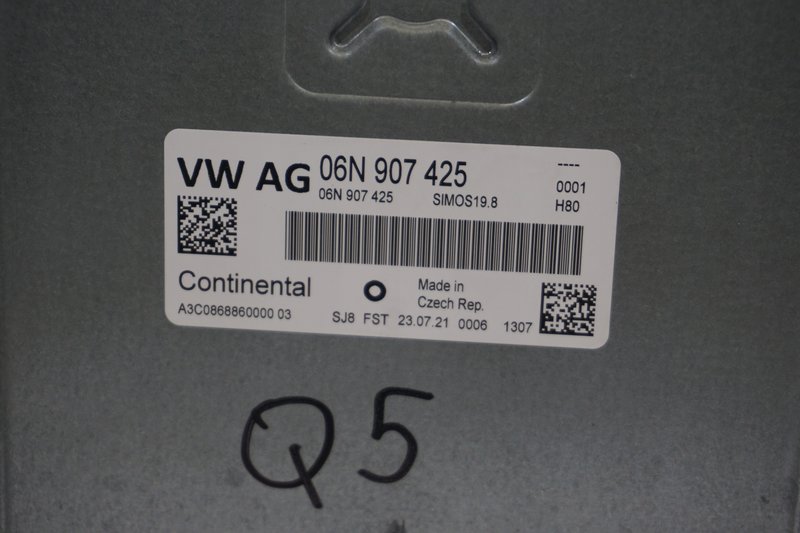 VW AG 06N 907 425 ----
06N 907 425 SIMOS19.8 0001
H80
Continental
Made in
Czech Rep.
A3C0868860000 03 SJ8 FST 23.07.21 0006 1307
Q5